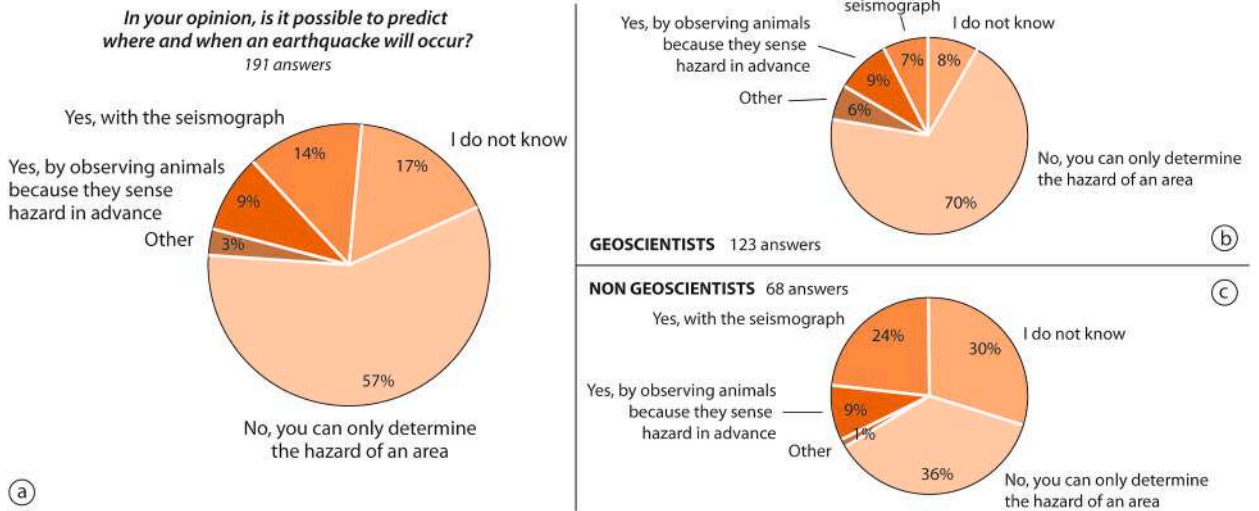 In your opinion, is it possible to predict
where and when an earthquacke will occur?
191 answers
Yes, with the seismograph
14%
I do not know
17%
Yes, by observing animals
because they sense
hazard in advance
9%
Other
3%
57%
No, you can only determine
the hazard of an area
a
seismograph
I do not know
Yes, by observing animals
because they sense
hazard in advance
7%
8%
9%
Other
6%
No, you can only determine
the hazard of an area
70%
GEOSCIENTISTS 123 answers
b
NON GEOSCIENTISTS 68 answers
c
Yes, with the seismograph
24%
I do not know
30%
Yes, by observing animals
because they sense
hazard in advance
9%
1%
Other
36%
No, you can only determine
the hazard of an area